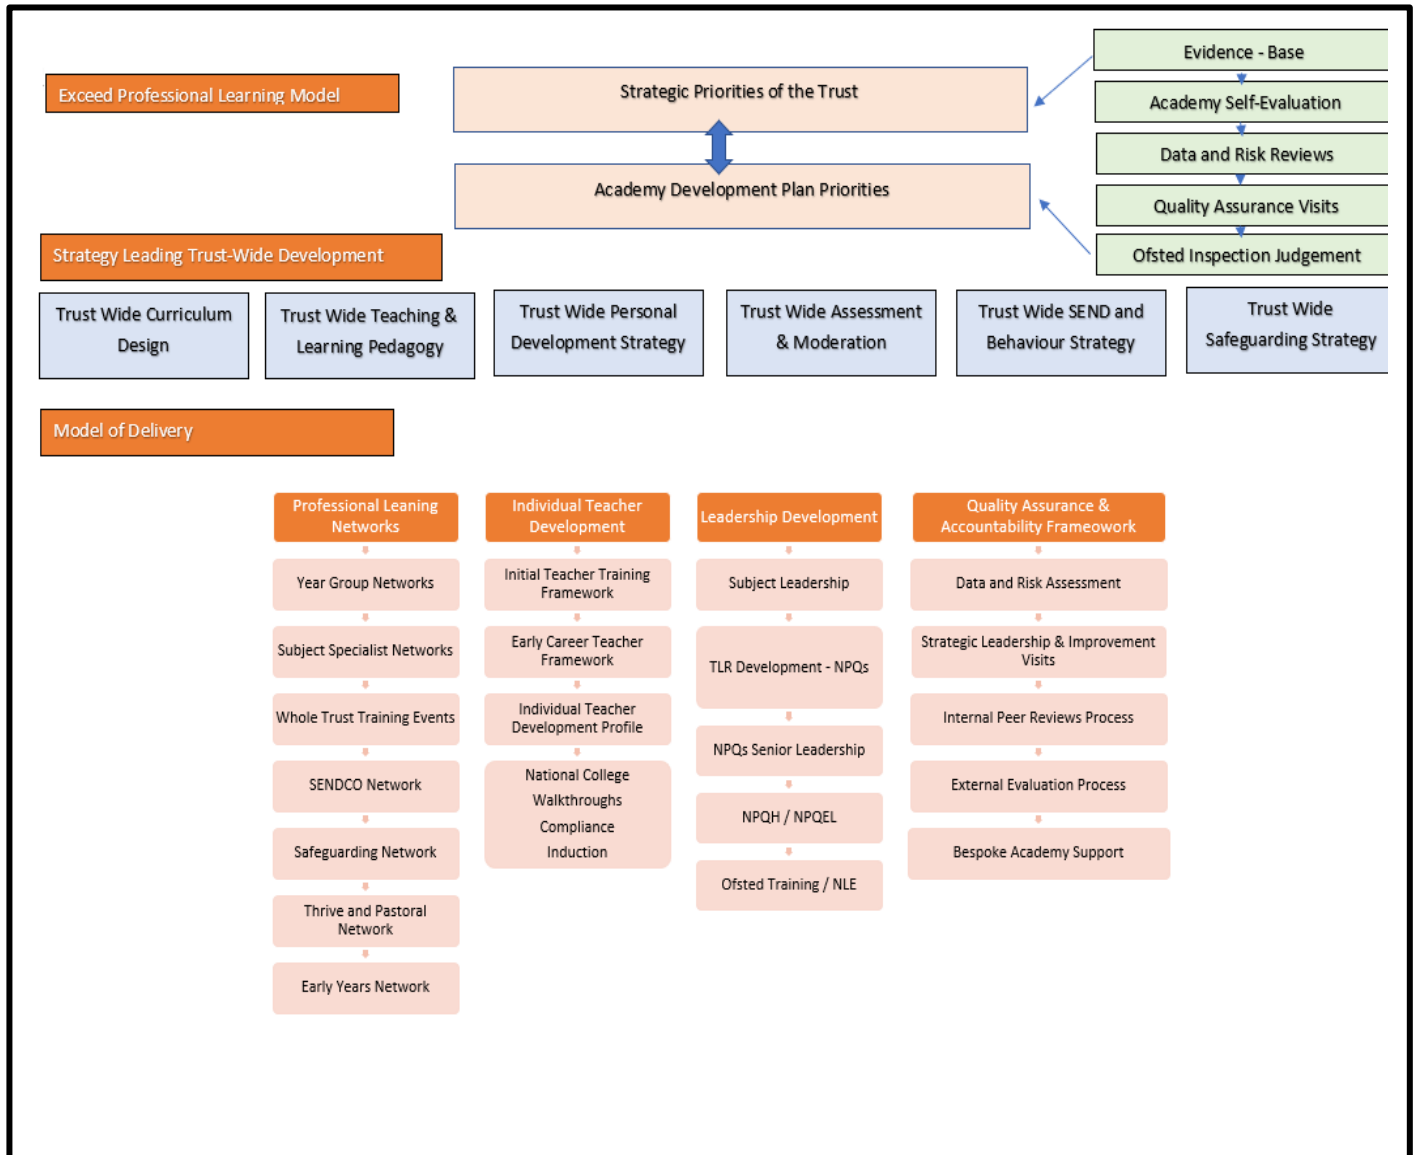 Exceed Professional Learning Model
Strategic Priorities of the Trust
Academy Development Plan Priorities
Evidence - Base
Academy Self-Evaluation
Data and Risk Reviews
Quality Assurance Visits
Ofsted Inspection Judgement
Strategy Leading Trust-Wide Development
Trust Wide Curriculum
Design
Trust Wide Teaching &
Learning Pedagogy
Trust Wide Personal
Development Strategy
Trust Wide Assessment
& Moderation
Trust Wide SEND and
Behaviour Strategy
Trust Wide
Safeguarding Strategy
Model of Delivery
Professional Leaning
Networks
Year Group Networks
Subject Specialist Networks
Whole Trust Training Events
SENDCO Network
Safeguarding Network
Thrive and Pastoral
Network
Early Years Network
Individual Teacher
Development
Initial Teacher Training
Framework
Early Career Teacher
Framework
Individual Teacher
Development Profile
National College
Walkthroughs
Compliance
Induction
Leadership Development
Subject Leadership
TLR Development - NPQs
NPQs Senior Leadership
NPQH / NPQEL
Ofsted Training / NLE
Quality Assurance &
Accountability Frameowork
Data and Risk Assessment
Strategic Leadership & Improvement
Visits
Internal Peer Reviews Process
External Evaluation Process
Bespoke Academy Support